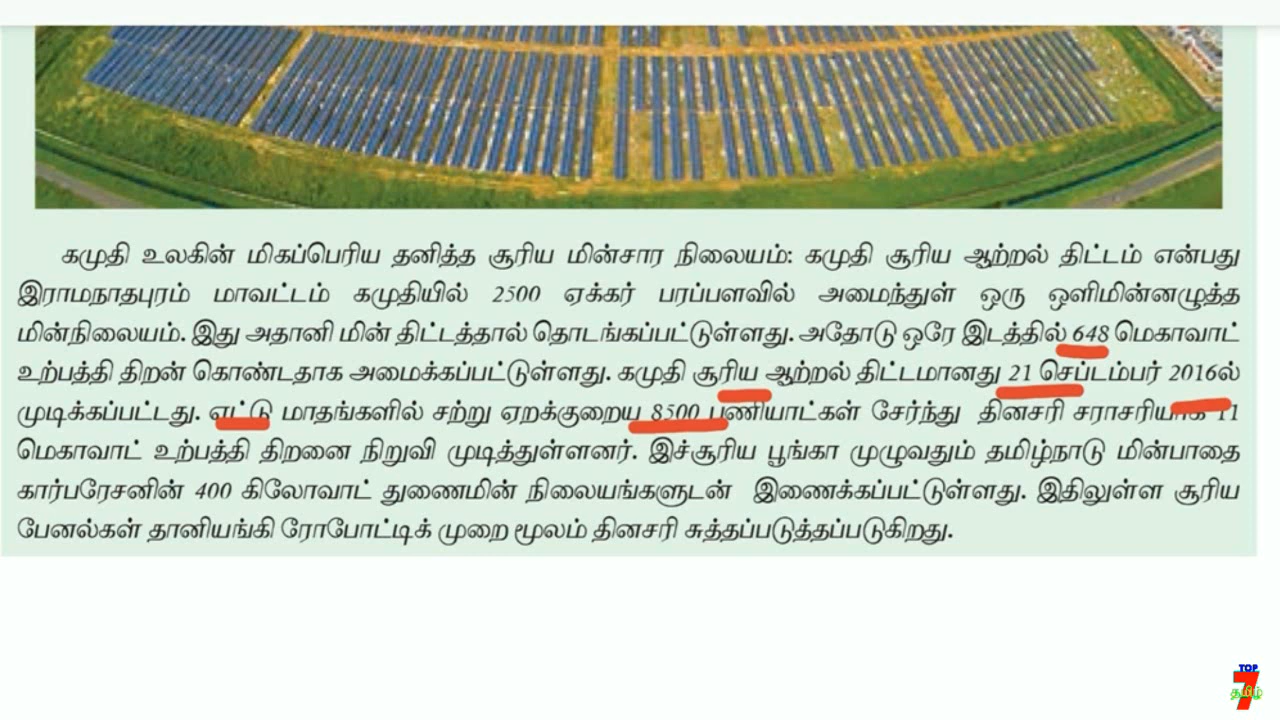 கமுதி உலகின் மிகப்பெரிய தனித்த சூரிய மின்சார நிலையம்: கமுதி சூரிய ஆற்றல் திட்டம் என்பது
இராமநாதபுரம் மாவட்டம் கமுதியில் 2500 ஏக்கர் பரப்பளவில் அமைந்துள் ஒரு ஒளிமின்னழுத்த
மின்நிலையம். இது அதானி மின் திட்டத்தால் தொடங்கப்பட்டுள்ளது. அதோடு ஒரே இடத்தில் 648 மெகாவாட்
உற்பத்தி திறன் கொண்டதாக அமைக்கப்பட்டுள்ளது. கமுதி சூரிய ஆற்றல் திட்டமானது 21 செப்டம்பர் 2016ல்
முடிக்கப்பட்டது. எட்டு மாதங்களில் சற்று ஏறக்குறைய 8500 பணியாட்கள் சேர்ந்து தினசரி சராசரியாக 11
மெகாவாட் உற்பத்தி திறனை நிறுவி முடித்துள்ளனர். இச்சூரிய பூங்கா முழுவதும் தமிழ்நாடு மின்பாதை
கார்பரேசனின் 400 கிலோவாட் துணைமின் நிலையங்களுடன் இணைக்கப்பட்டுள்ளது. இதிலுள்ள சூரிய
பேனல்கள் தானியங்கி ரோபோட்டிக் முறை மூலம் தினசரி சுத்தப்படுத்தப்படுகிறது.
TOP
7
தமிழ்